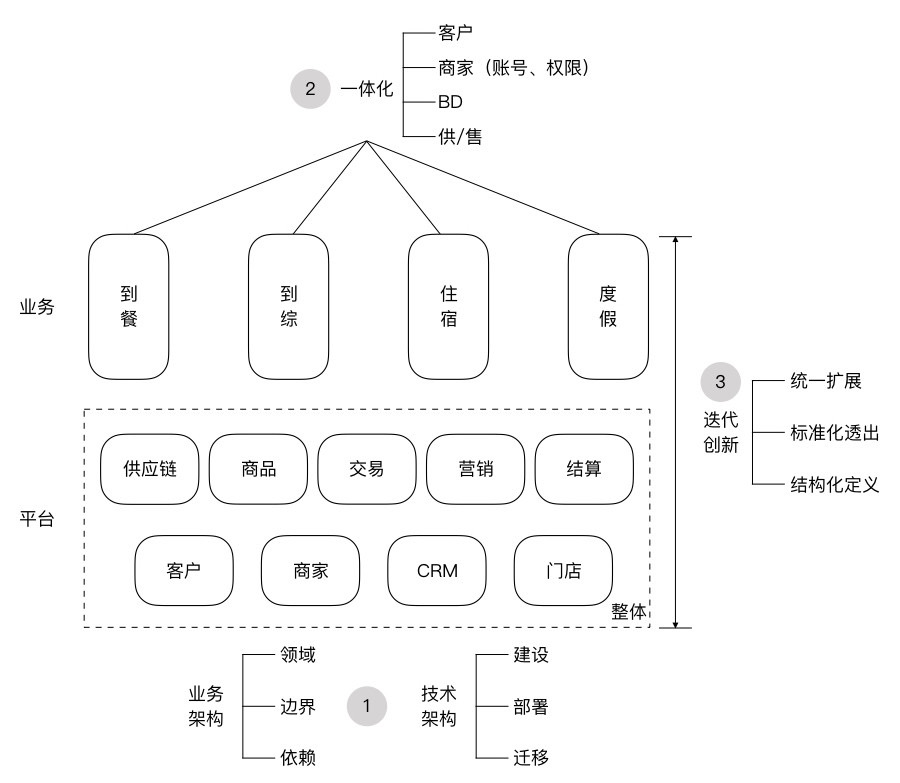 客户
商家（账号、权限）
2
一体化
BD
供/售
业务
到
餐
到
综
住
宿
度
假
3
迭代
创新
统一扩展
标准化透出
结构化定义
平台
供应链
商品
交易
营销
结算
客户
商家
CRM
门店
整体
业务
架构
领域
边界
依赖
1
技术
架构
建设
部署
迁移